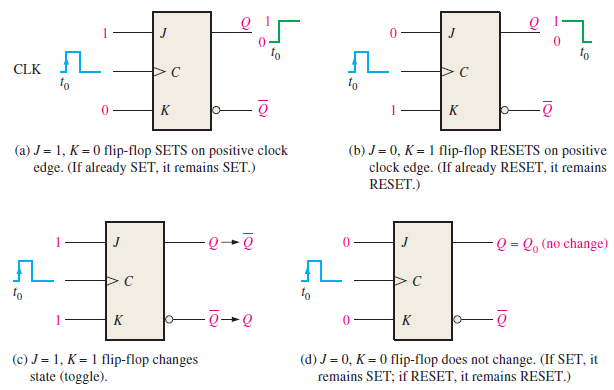 1 J Q 1 0 t₀
CLK t₀ C
0 K Q̅
(a) J = 1, K = 0 flip-flop SETS on positive clock
edge. (If already SET, it remains SET.)
0 J Q 1 0 t₀
t₀ C
1 K Q̅
(b) J = 0, K = 1 flip-flop RESETS on positive
clock edge. (If already RESET, it remains
RESET.)
1 J Q → Q̅
t₀ C
1 K Q̅ → Q
(c) J = 1, K = 1 flip-flop changes
state (toggle).
0 J Q = Q₀ (no change)
t₀ C
0 K Q̅
(d) J = 0, K = 0 flip-flop does not change. (If SET, it
remains SET; if RESET, it remains RESET.)